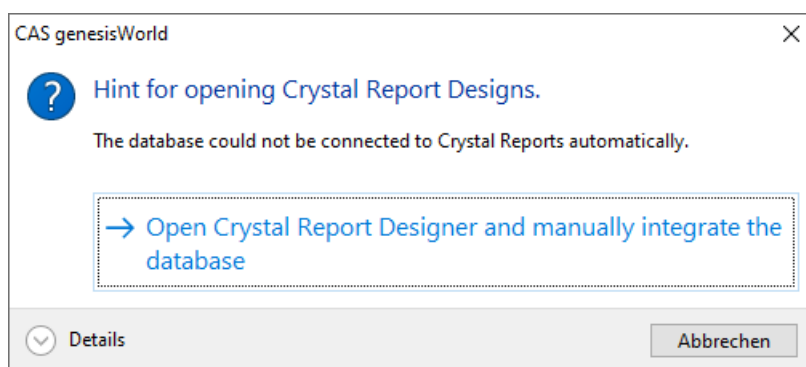 CAS genesisWorld
Hint for opening Crystal Report Designs.
The database could not be connected to Crystal Reports automatically.
Open Crystal Report Designer and manually integrate the
database
Details
Abbrechen